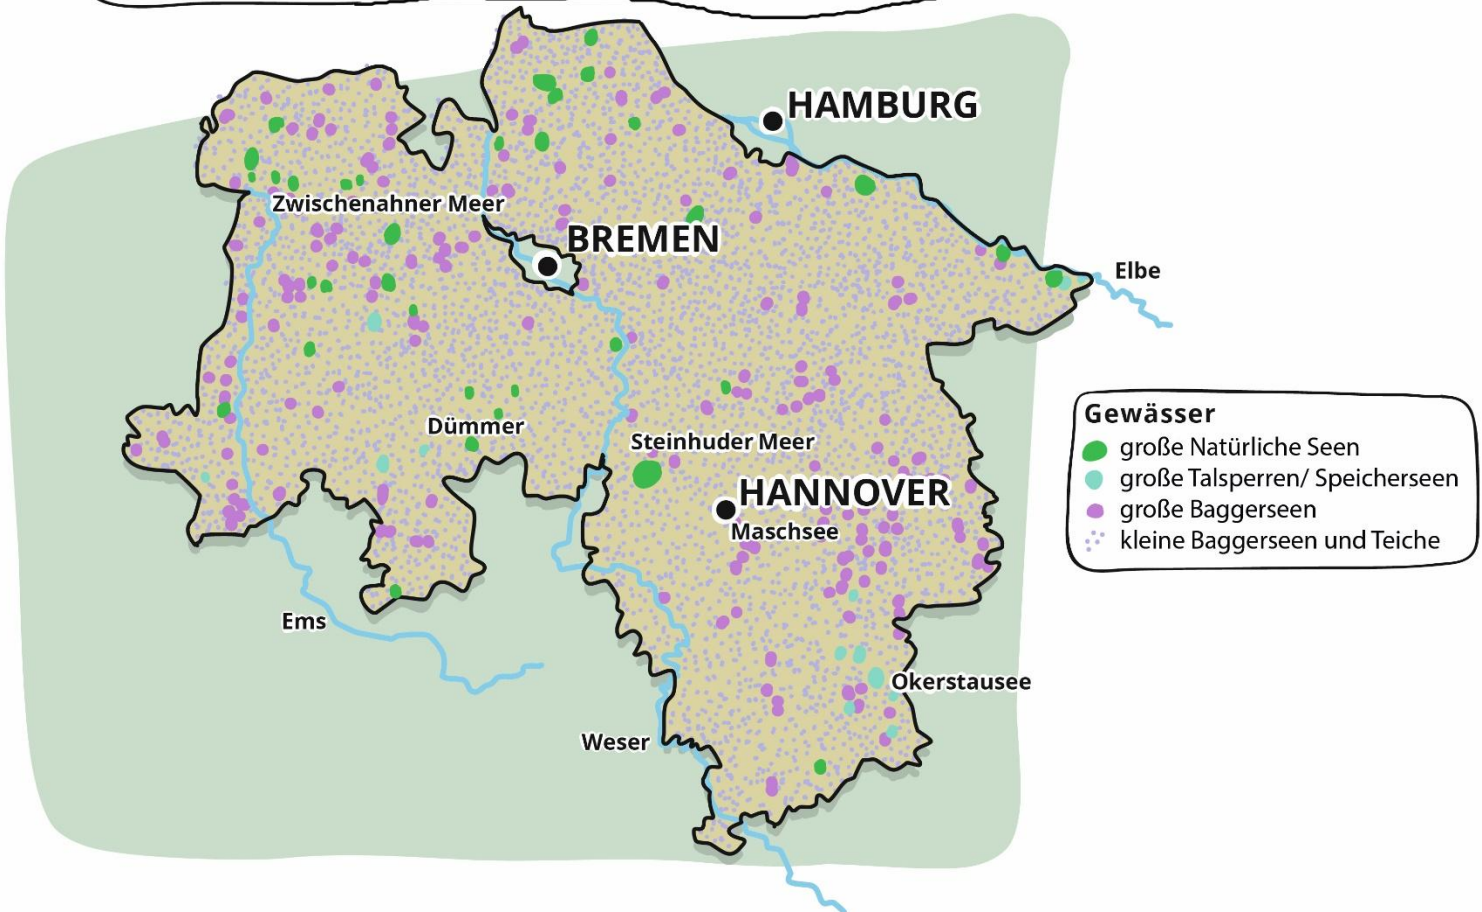 HAMBURG
Zwischenahner Meer
BREMEN
Elbe
Dümmer
Steinhuder Meer
HANNOVER
Maschsee
Ems
Okerstausee
Weser
Gewässer
große Natürliche Seen
große Talsperren/ Speicherseen
große Baggerseen
kleine Baggerseen und Teiche